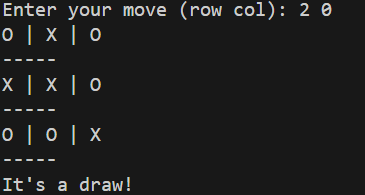 Enter your move (row col): 2 0
O | X | O
-----
X | X | O
-----
O | O | X
-----
It's a draw!